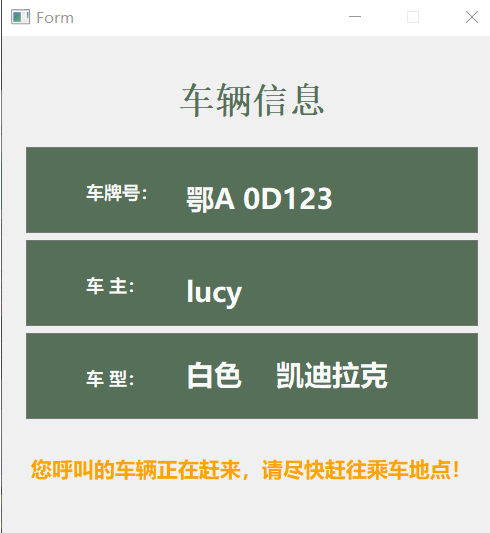 Form
车辆信息
车牌号： 鄂A 0D123
车 主： lucy
车 型： 白色 凯迪拉克
您呼叫的车辆正在赶来，请尽快赶往乘车地点！